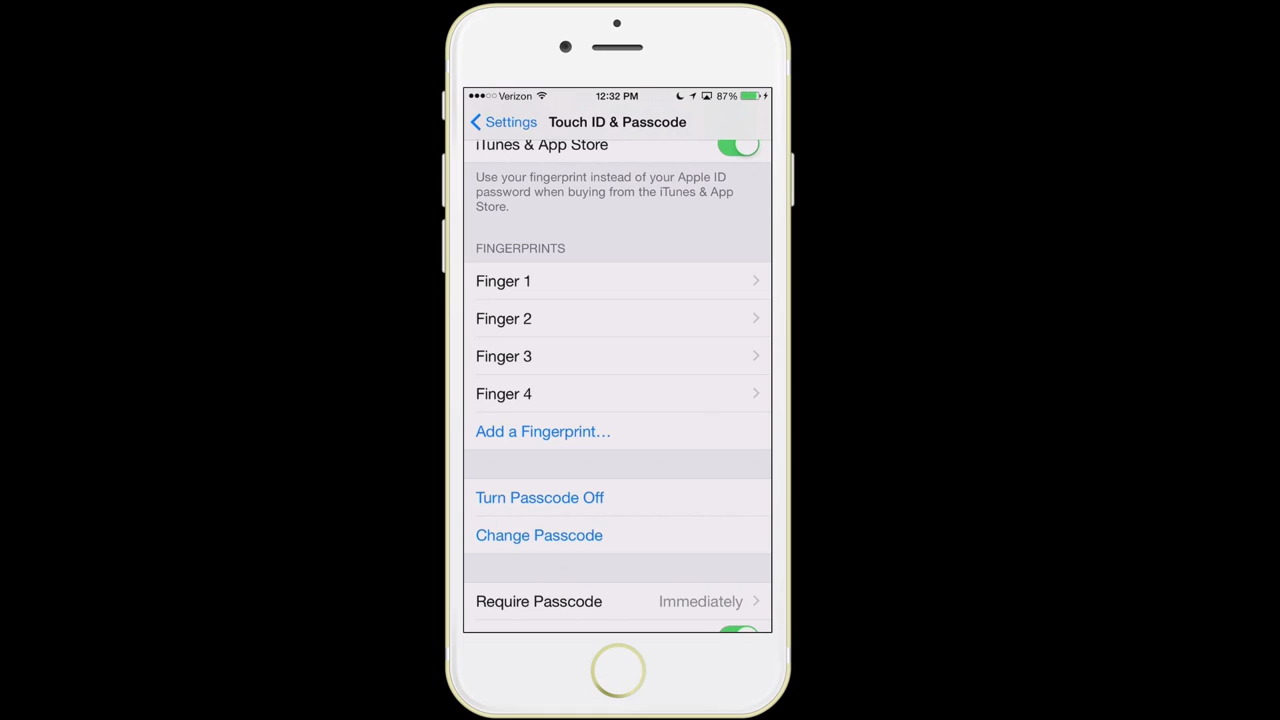 Verizon 12:32 PM 87%
Settings Touch ID & Passcode
iTunes & App Store
Use your fingerprint instead of your Apple ID
password when buying from the iTunes & App
Store.
FINGERPRINTS
Finger 1
Finger 2
Finger 3
Finger 4
Add a Fingerprint…
Turn Passcode Off
Change Passcode
Require Passcode Immediately